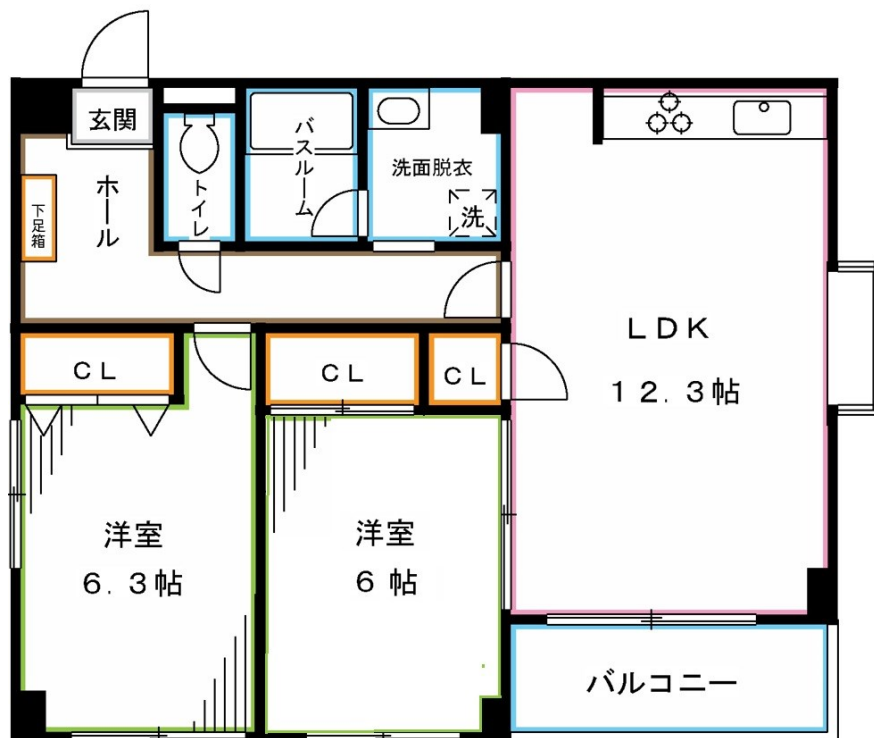 玄関
ホール
下足箱
トイレ
バスルーム
洗面脱衣
洗
LDK
12.3帖
CL
CL
CL
洋室
6.3帖
洋室
6帖
バルコニー